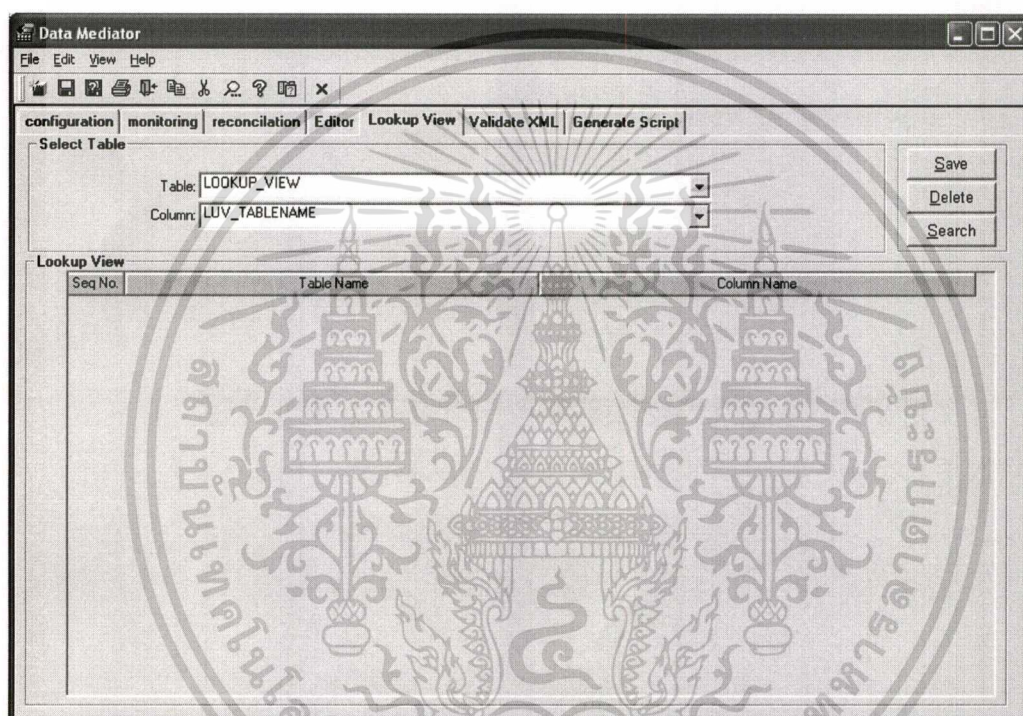 Data Mediator
File Edit View Help
configuration monitoring reconcilation Editor Lookup View Validate XML Generate Script
Select Table
Table: LOOKUP_VIEW
Column: LUV_TABLENAME
Save
Delete
Search
Lookup View
Seq No. Table Name Column Name